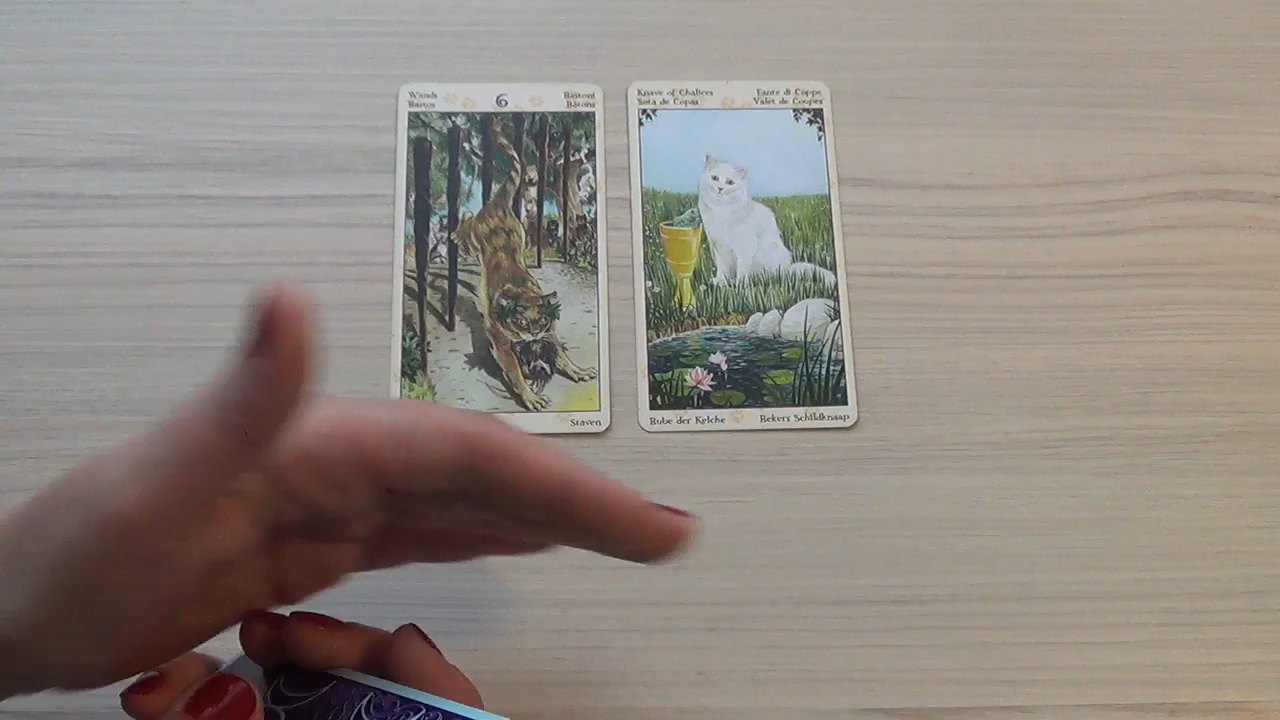 Wands
Bastos
6
Bastoni
Bâtons
Staven
Knave of Chalices
Sota de Copas
Fante di Coppe
Valet de Coupes
Bube der Kelche
Bekers Schildknaap